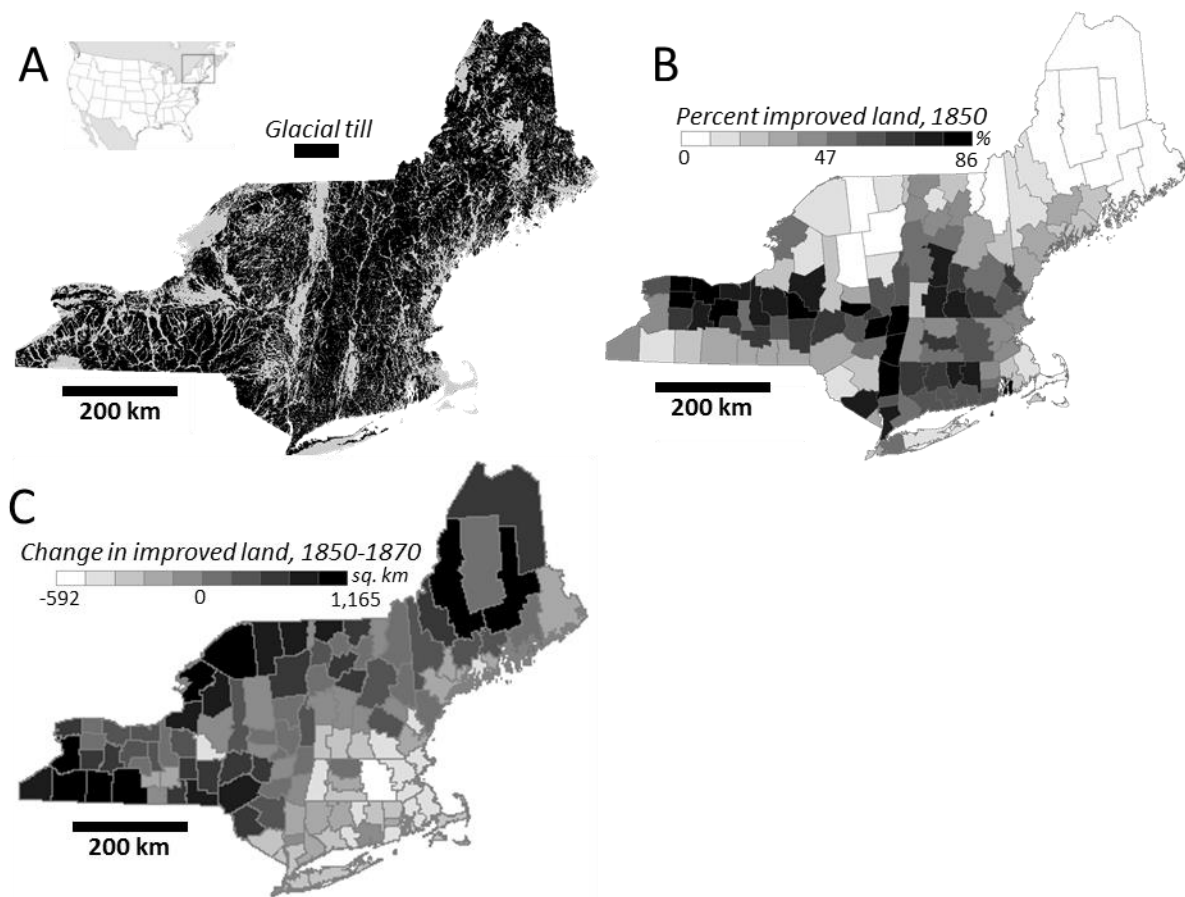 A
Glacial till
200 km
B
Percent improved land, 1850
%
0
47
86
200 km
C
Change in improved land, 1850-1870
sq. km
-592
0
1,165
200 km